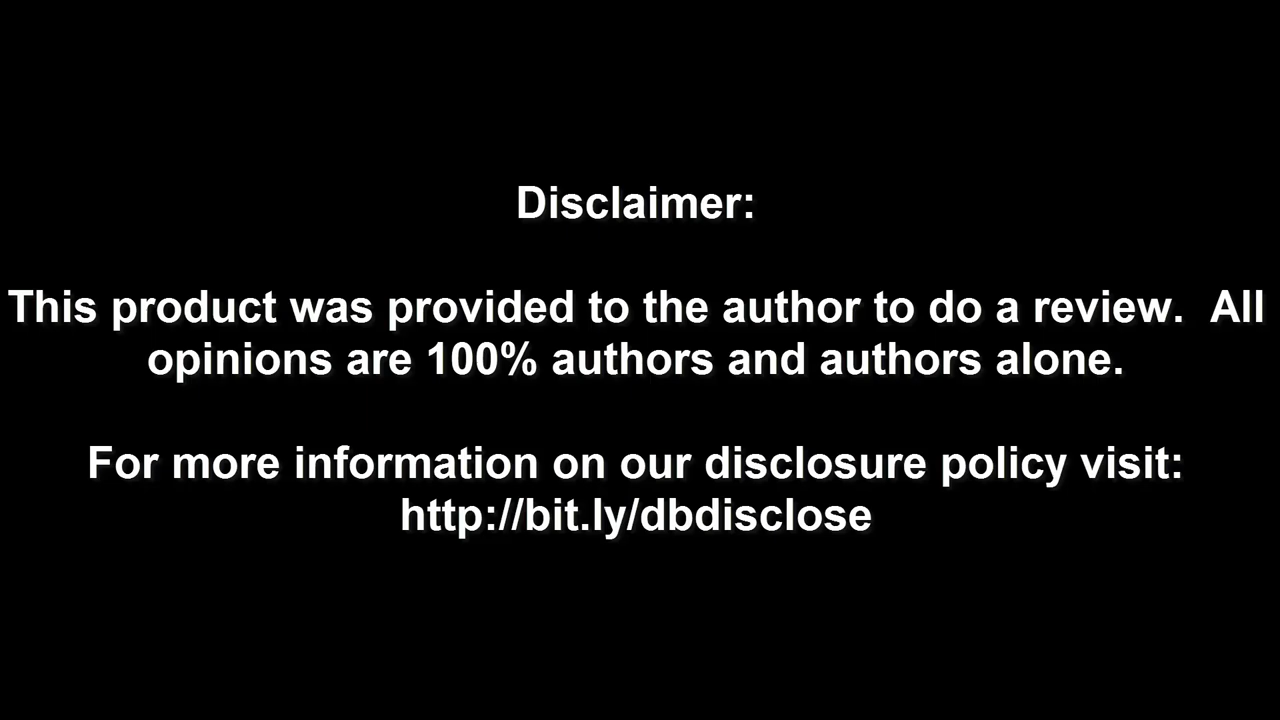 Disclaimer:
This product was provided to the author to do a review.  All
opinions are 100% authors and authors alone.
For more information on our disclosure policy visit:
http://bit.ly/dbdisclose